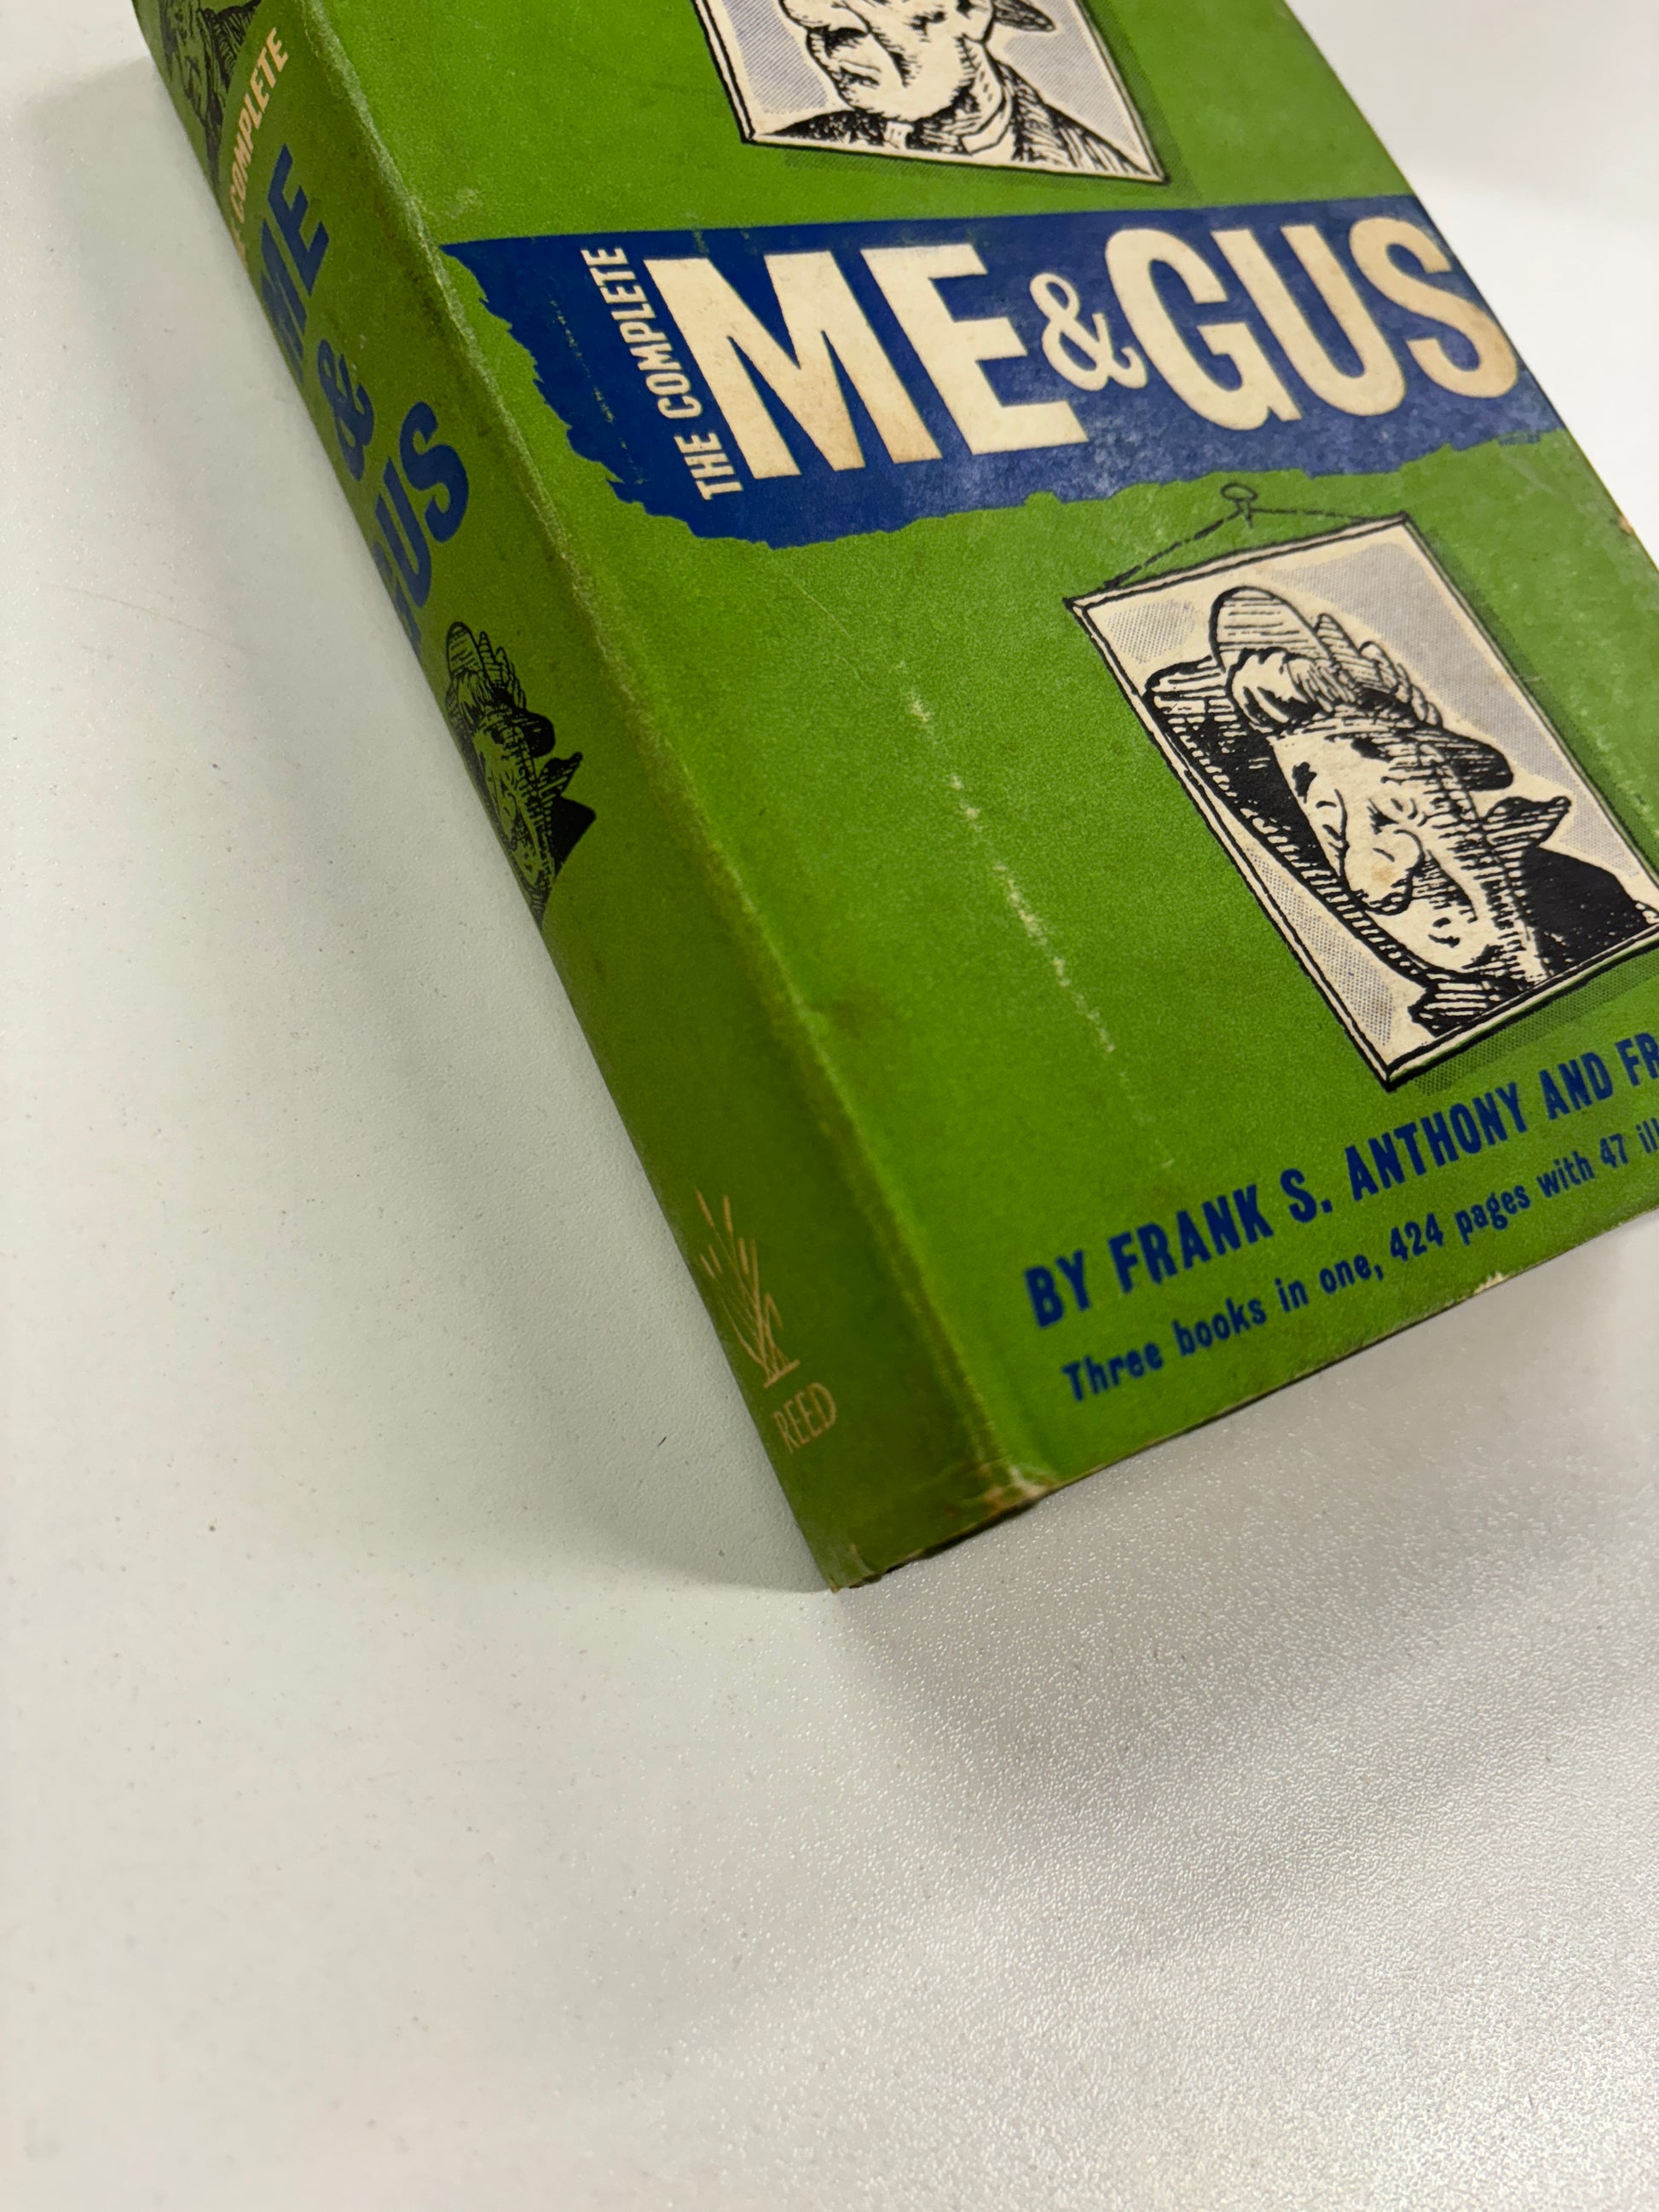 COMPLETE
ME
&
GUS
REED
THE COMPLETE
ME & GUS
BY FRANK S. ANTHONY AND FR
Three books in one, 424 pages with 47 ill